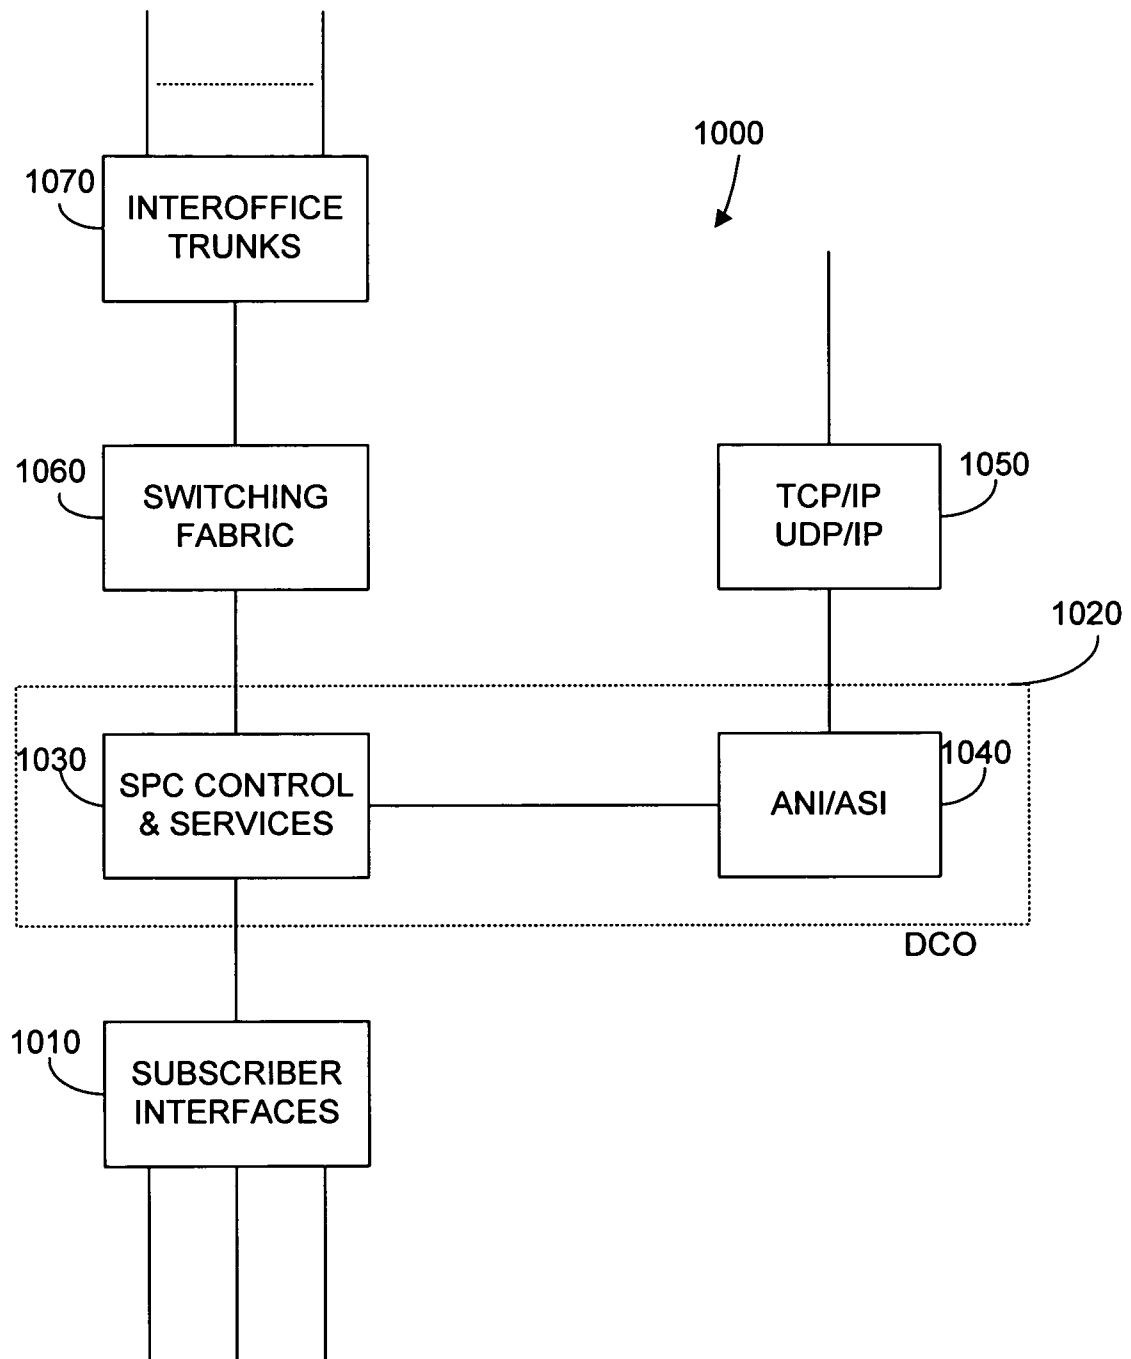 1000
1070
INTEROFFICE
TRUNKS
1060
SWITCHING
FABRIC
1050
TCP/IP
UDP/IP
1020
1030
SPC CONTROL
& SERVICES
1040
ANI/ASI
DCO
1010
SUBSCRIBER
INTERFACES